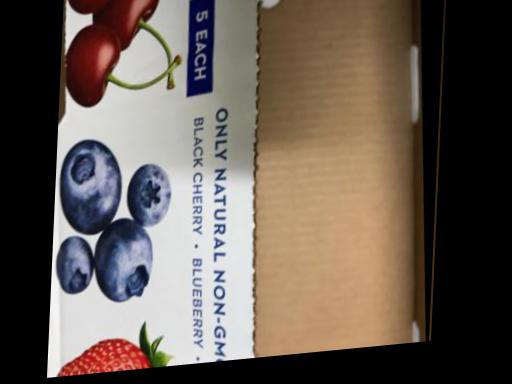 5 EACH
ONLY NATURAL NON-GM
BLACK CHERRY • BLUEBERRY •